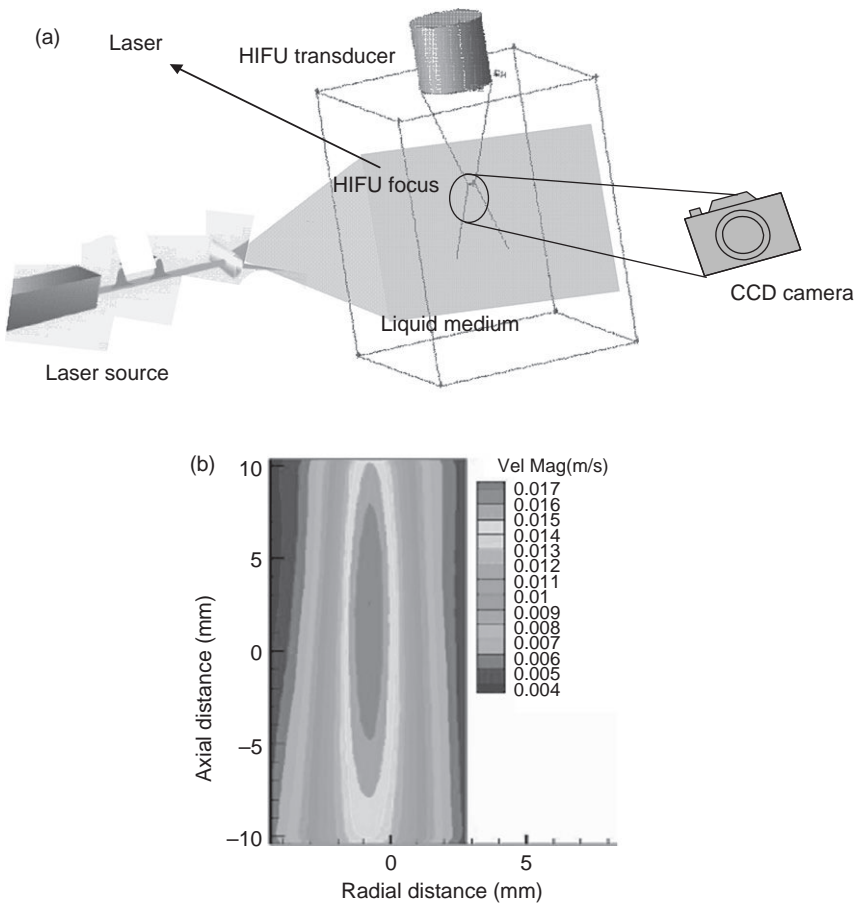 (a)
Laser
HIFU transducer
HIFU focus
CCD camera
Liquid medium
Laser source
(b)
Vel Mag(m/s)
0.017
0.016
0.015
0.014
0.013
0.012
0.011
0.01
0.009
0.008
0.007
0.006
0.005
0.004
Axial distance (mm)
10
5
0
–5
–10
0
5
Radial distance (mm)